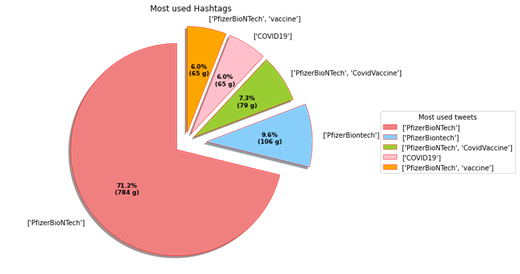 Most used Hashtags
['PfizerBioNTech', 'vaccine']
['COVID19']
['PfizerBioNTech', 'CovidVaccine']
['PfizerBiontech']
['PfizerBioNTech']
6.0%
(65 g)
6.0%
(65 g)
7.3%
(79 g)
9.6%
(106 g)
71.2%
(784 g)
Most used tweets
['PfizerBioNTech']
['PfizerBiontech']
['PfizerBioNTech', 'CovidVaccine']
['COVID19']
['PfizerBioNTech', 'vaccine']